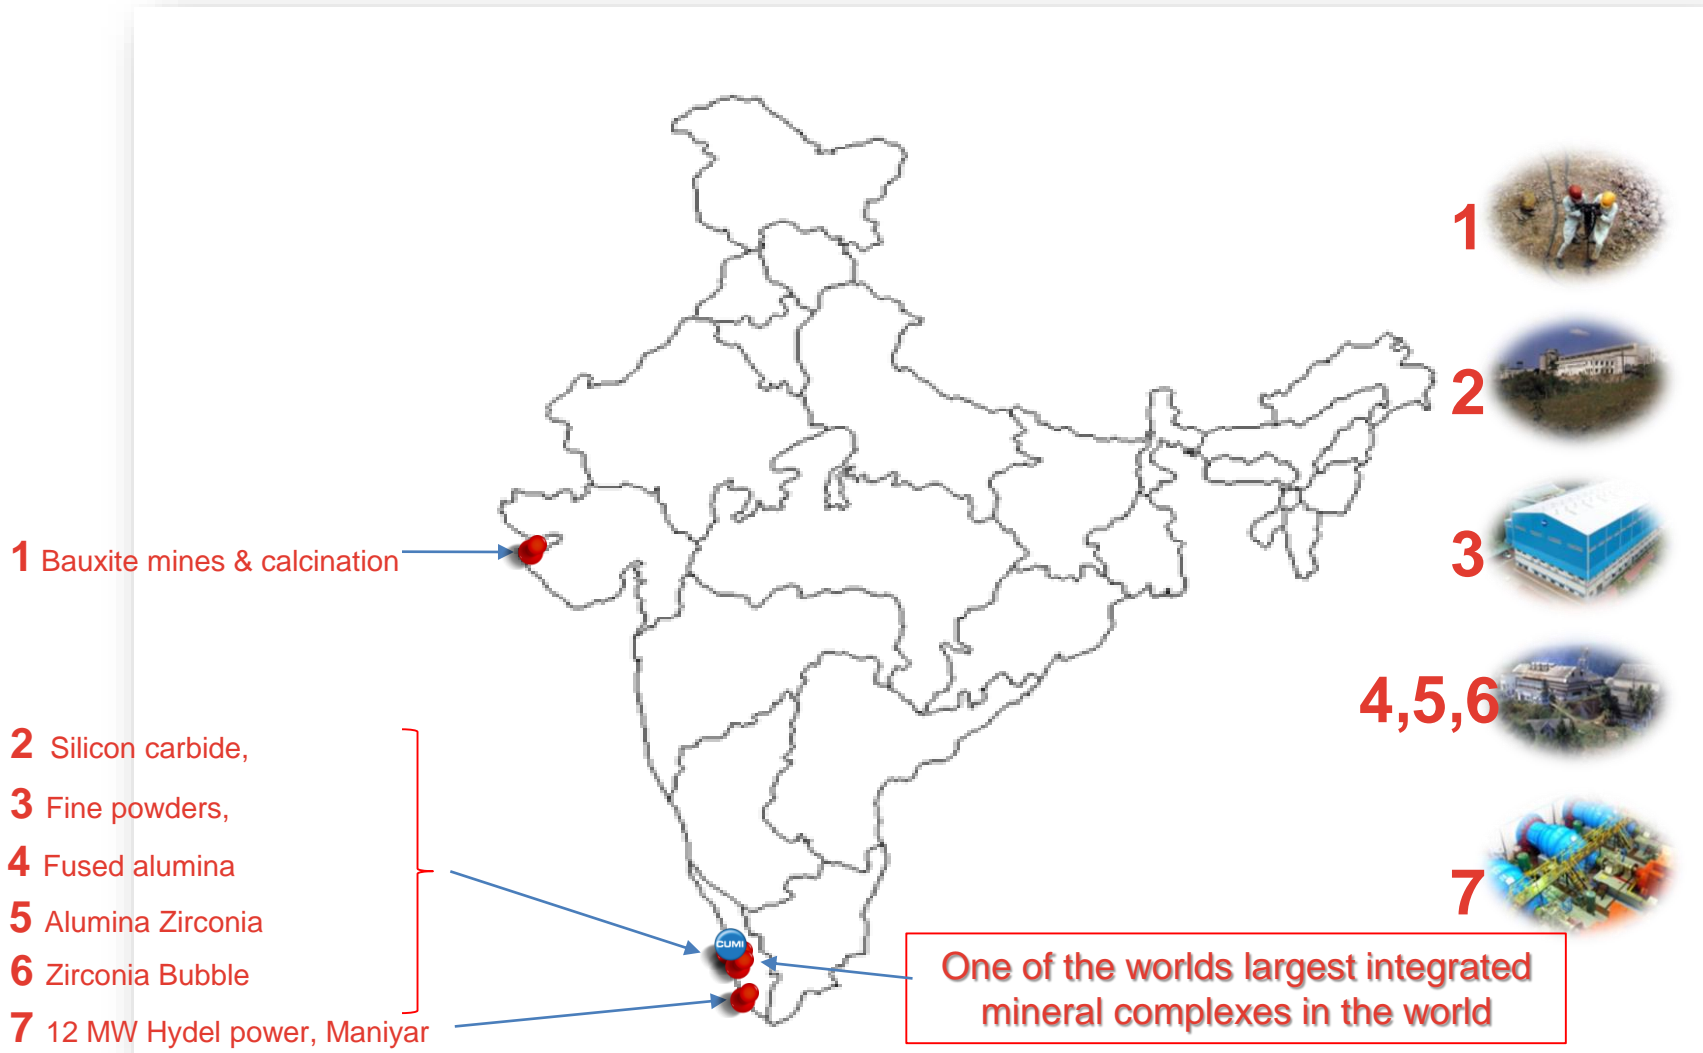 1 Bauxite mines & calcination
2 Silicon carbide,
3 Fine powders,
4 Fused alumina
5 Alumina Zirconia
6 Zirconia Bubble
7 12 MW Hydel power, Maniyar
CUMI
One of the worlds largest integrated
mineral complexes in the world
1
2
3
4,5,6
7